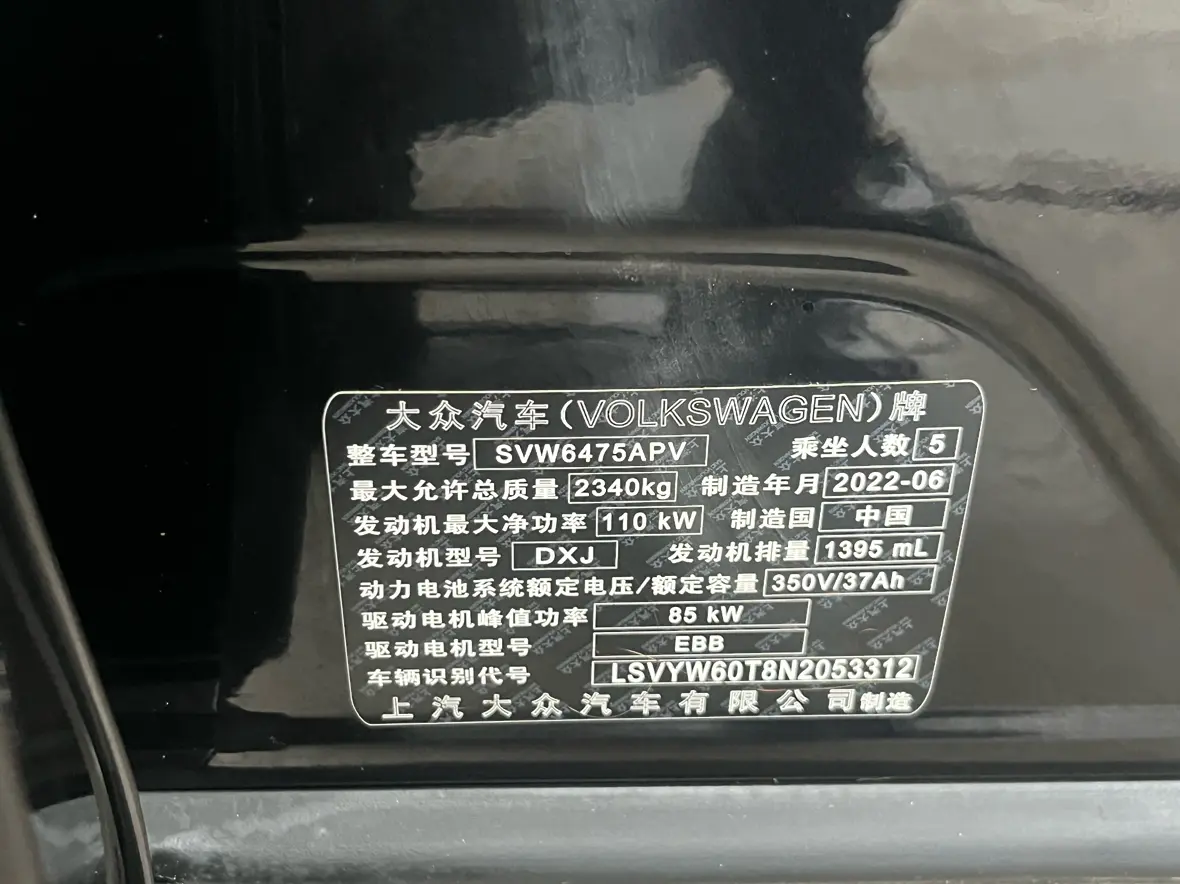 大众汽车(VOLKSWAGEN)牌
整车型号 SVW6475APV 乘坐人数 5
最大允许总质量 2340kg 制造年月 2022-06
发动机最大净功率 110 kW 制造国 中国
发动机型号 DXJ 发动机排量 1395 mL
动力电池系统额定电压/额定容量 350V/37Ah
驱动电机峰值功率 85 kW
驱动电机型号 EBB
车辆识别代号 LSVYW60T8N2053312
上汽大众汽车有限公司制造